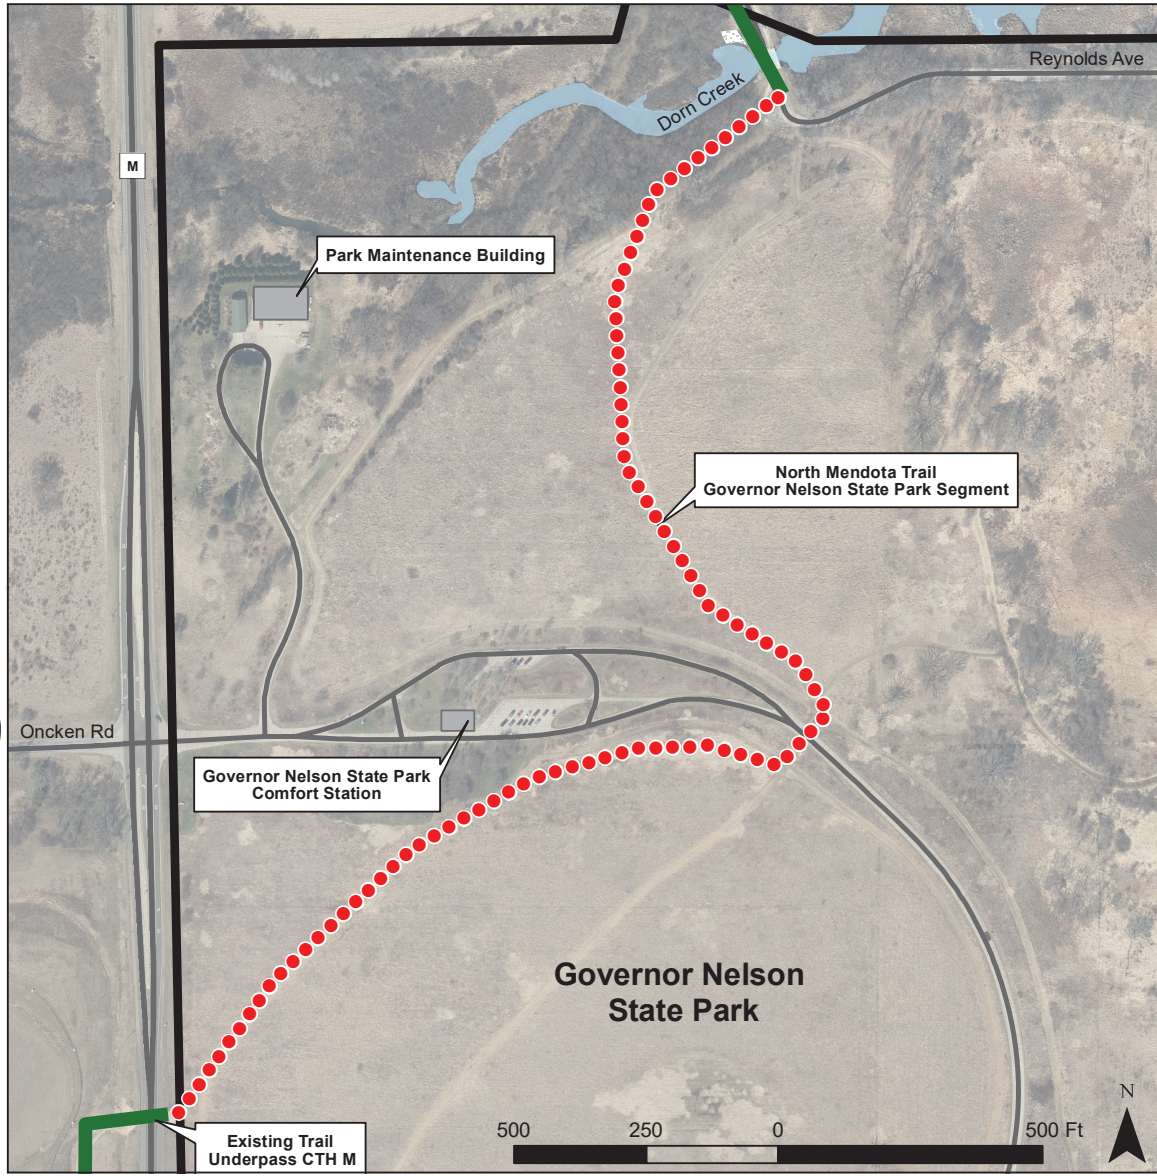 Reynolds Ave
Dorn Creek
M
Park Maintenance Building
North Mendota Trail
Governor Nelson State Park Segment
Oncken Rd
Governor Nelson State Park
Comfort Station
Governor Nelson
State Park
N
Existing Trail
Underpass CTH M
500 250 0 500 Ft